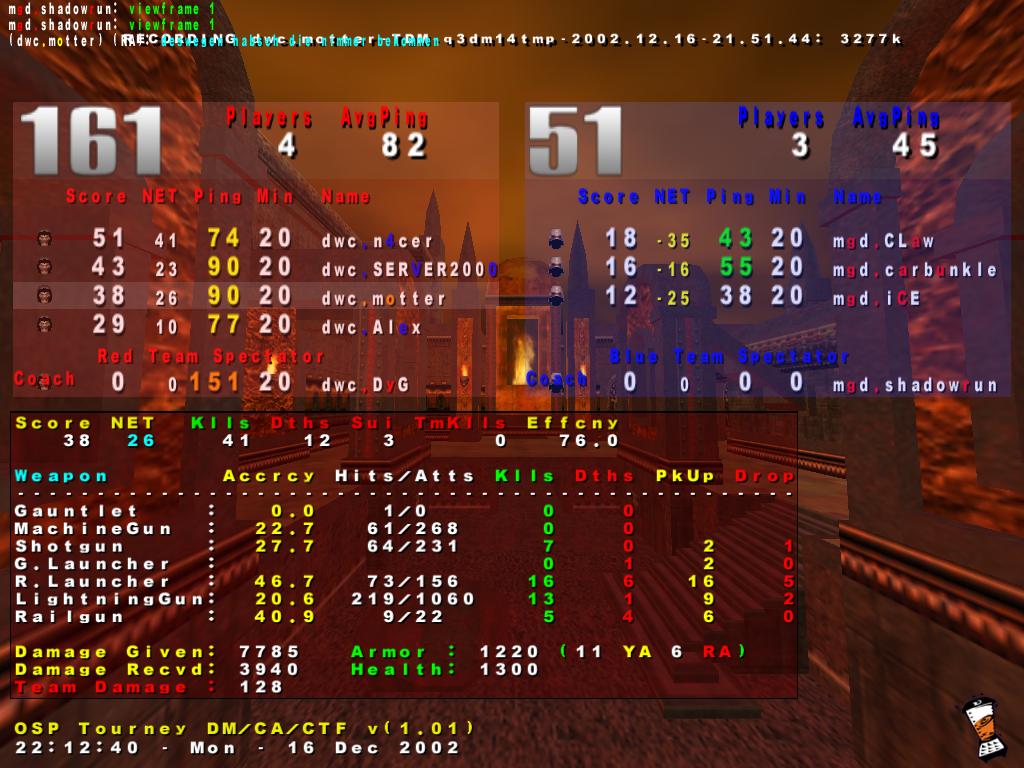 mgd.shadowrun: viewframe 1
mgd.shadowrun: viewframe 1
(dwc.motter)
RECORDING dwc.motter-TDM-q3dm14tmp-2002.12.16-21.51.44: 3277k
161 Players AvgPing 51 Players AvgPing
4 82 3 45
Score NET Ping Min Name Score NET Ping Min Name
51 41 74 20 dwc.n4cer 18 -35 43 20 mgd.CLaw
43 23 90 20 dwc.SERVER2000 16 -16 55 20 mgd.carbunkle
38 26 90 20 dwc.motter 12 -25 38 20 mgd.iCE
29 10 77 20 dwc.Alex
Red Team Spectator Blue Team Spectator
Coach 0 0 151 20 dwc.DyG Coach 0 0 0 0 mgd.shadowrun
Score NET Klls Dths Sui TmKlls Effcny
38 26 41 12 3 0 76.0
Weapon Accrcy Hits/Atts Klls Dths PkUp Drop
Gauntlet : 0.0 1/0 0 0
MachineGun : 22.7 61/268 0 0
Shotgun : 27.7 64/231 7 0 2 1
G.Launcher : 0 1 2 0
R.Launcher : 46.7 73/156 16 6 16 5
LightningGun: 20.6 219/1060 13 1 9 2
Railgun : 40.9 9/22 5 4 6 0
Damage Given: 7785 Armor : 1220 (11 YA 6 RA)
Damage Recvd: 3940 Health: 1300
Team Damage : 128
OSP Tourney DM/CA/CTF v(1.01)
22:12:40 - Mon - 16 Dec 2002